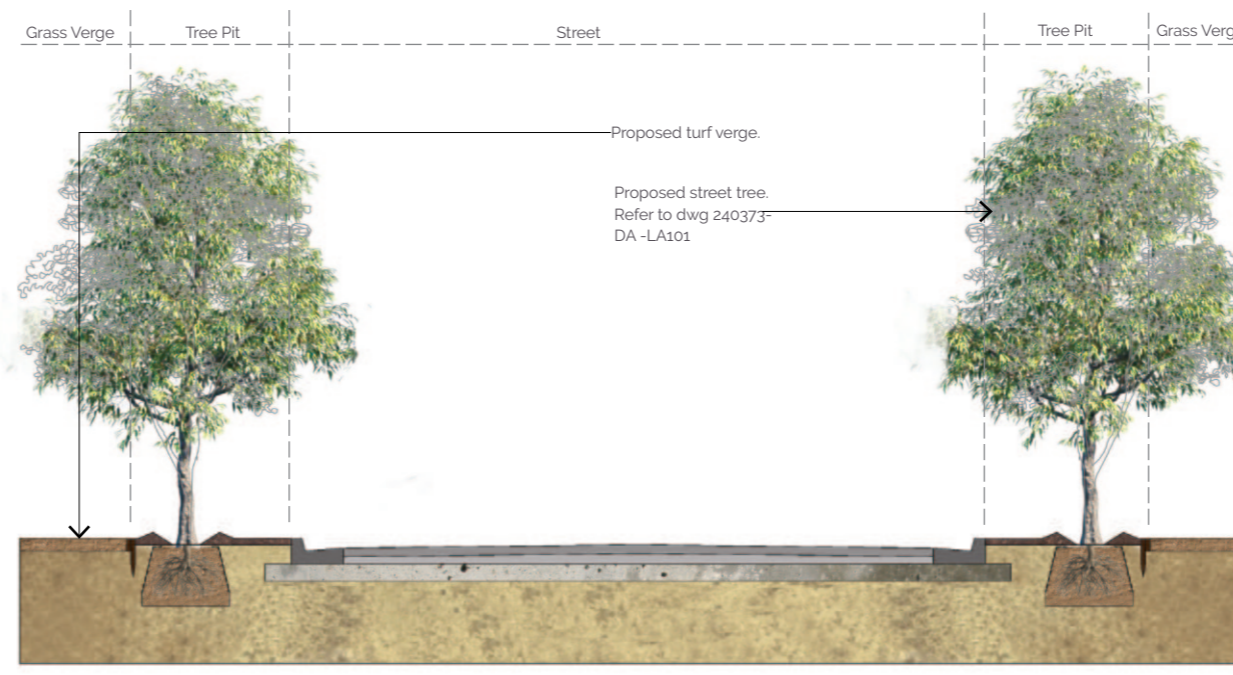 Grass Verge
Tree Pit
Street
Tree Pit
Grass Verg
Proposed turf verge.
Proposed street tree.
Refer to dwg 240373-
DA -LA101